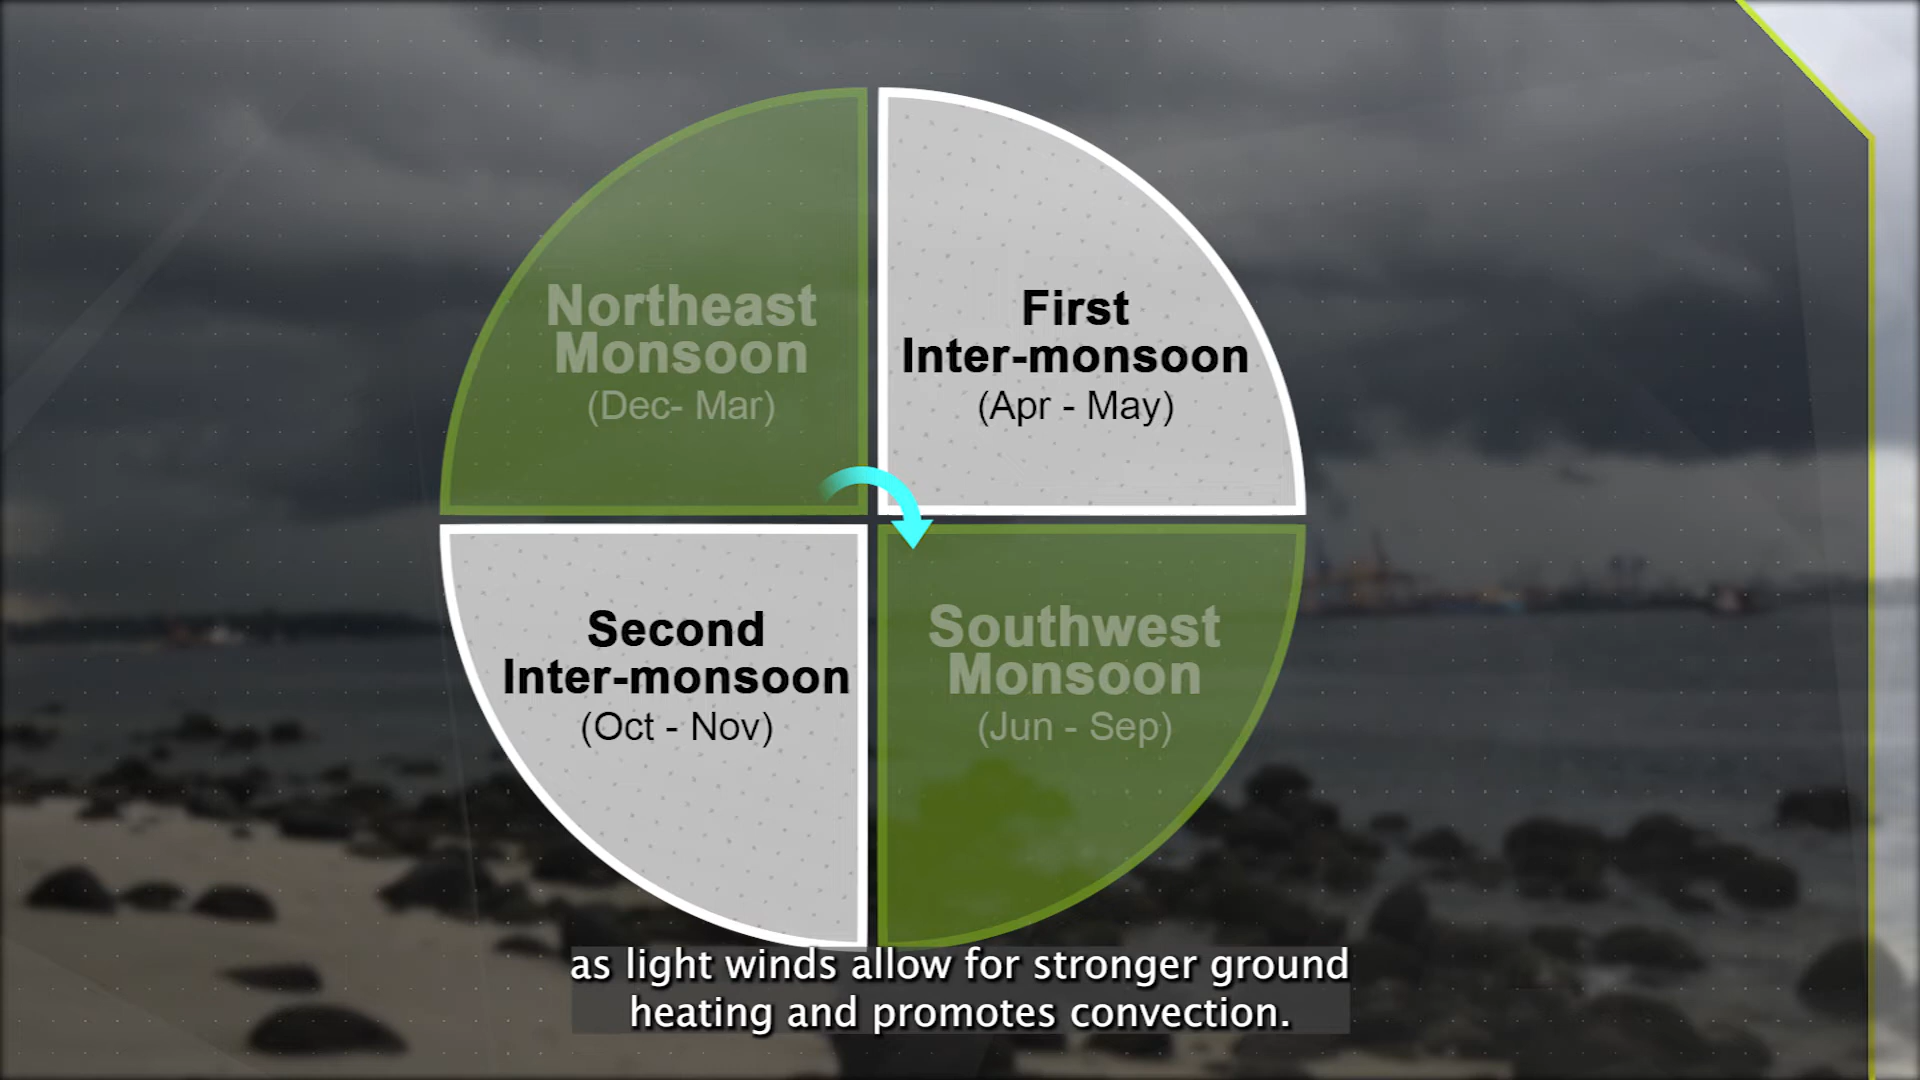 Northeast
Monsoon
(Dec- Mar)
First
Inter-monsoon
(Apr - May)
Second
Inter-monsoon
(Oct - Nov)
Southwest
Monsoon
(Jun - Sep)
as light winds allow for stronger ground
heating and promotes convection.